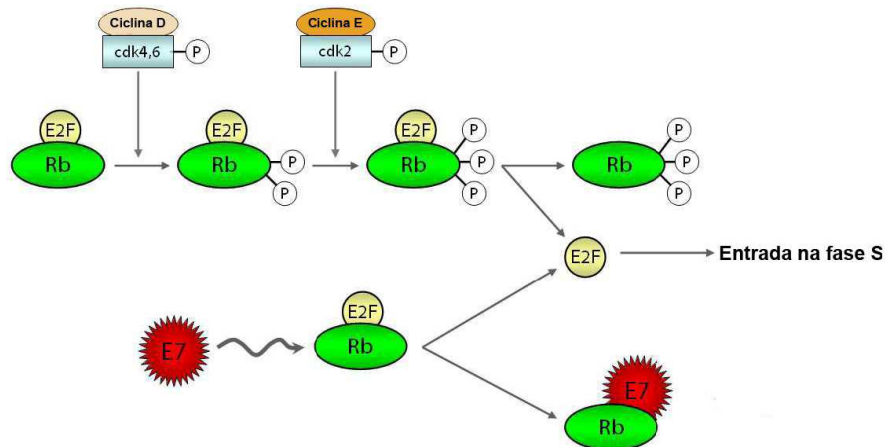 Ciclina D
cdk4,6
P
Ciclina E
cdk2
P
E2F
Rb
E2F
Rb
P
P
E2F
Rb
P
P
P
Rb
P
P
P
E2F
Entrada na fase S
E7
E2F
Rb
E7
Rb